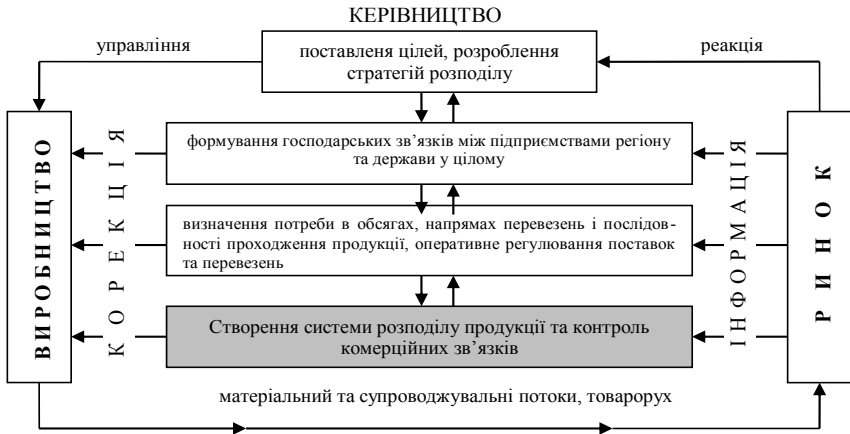 КЕРІВНИЦТВО
управління
поставленя цілей, розроблення
стратегій розподілу
реакція
ВИРОБНИЦТВО
КОРЕКЦІЯ
формування господарських зв’язків між підприємствами регіону
та держави у цілому
визначення потреби в обсягах, напрямах перевезень і послідов-
ності проходження продукції, оперативне регулювання поставок
та перевезень
Створення системи розподілу продукції та контроль
комерційних зв’язків
ІНФОРМАЦІЯ
РИНОК
матеріальний та супроводжувальні потоки, товарорух